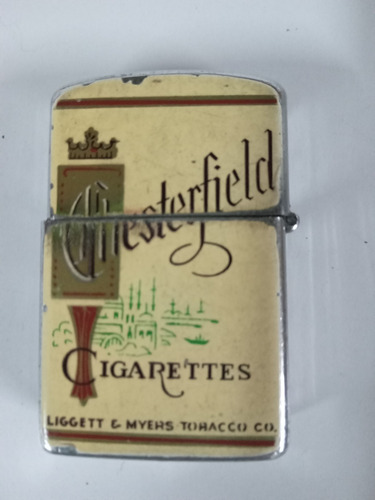 Chesterfield
CIGARETTES
LIGGETT & MYERS TOBACCO CO.